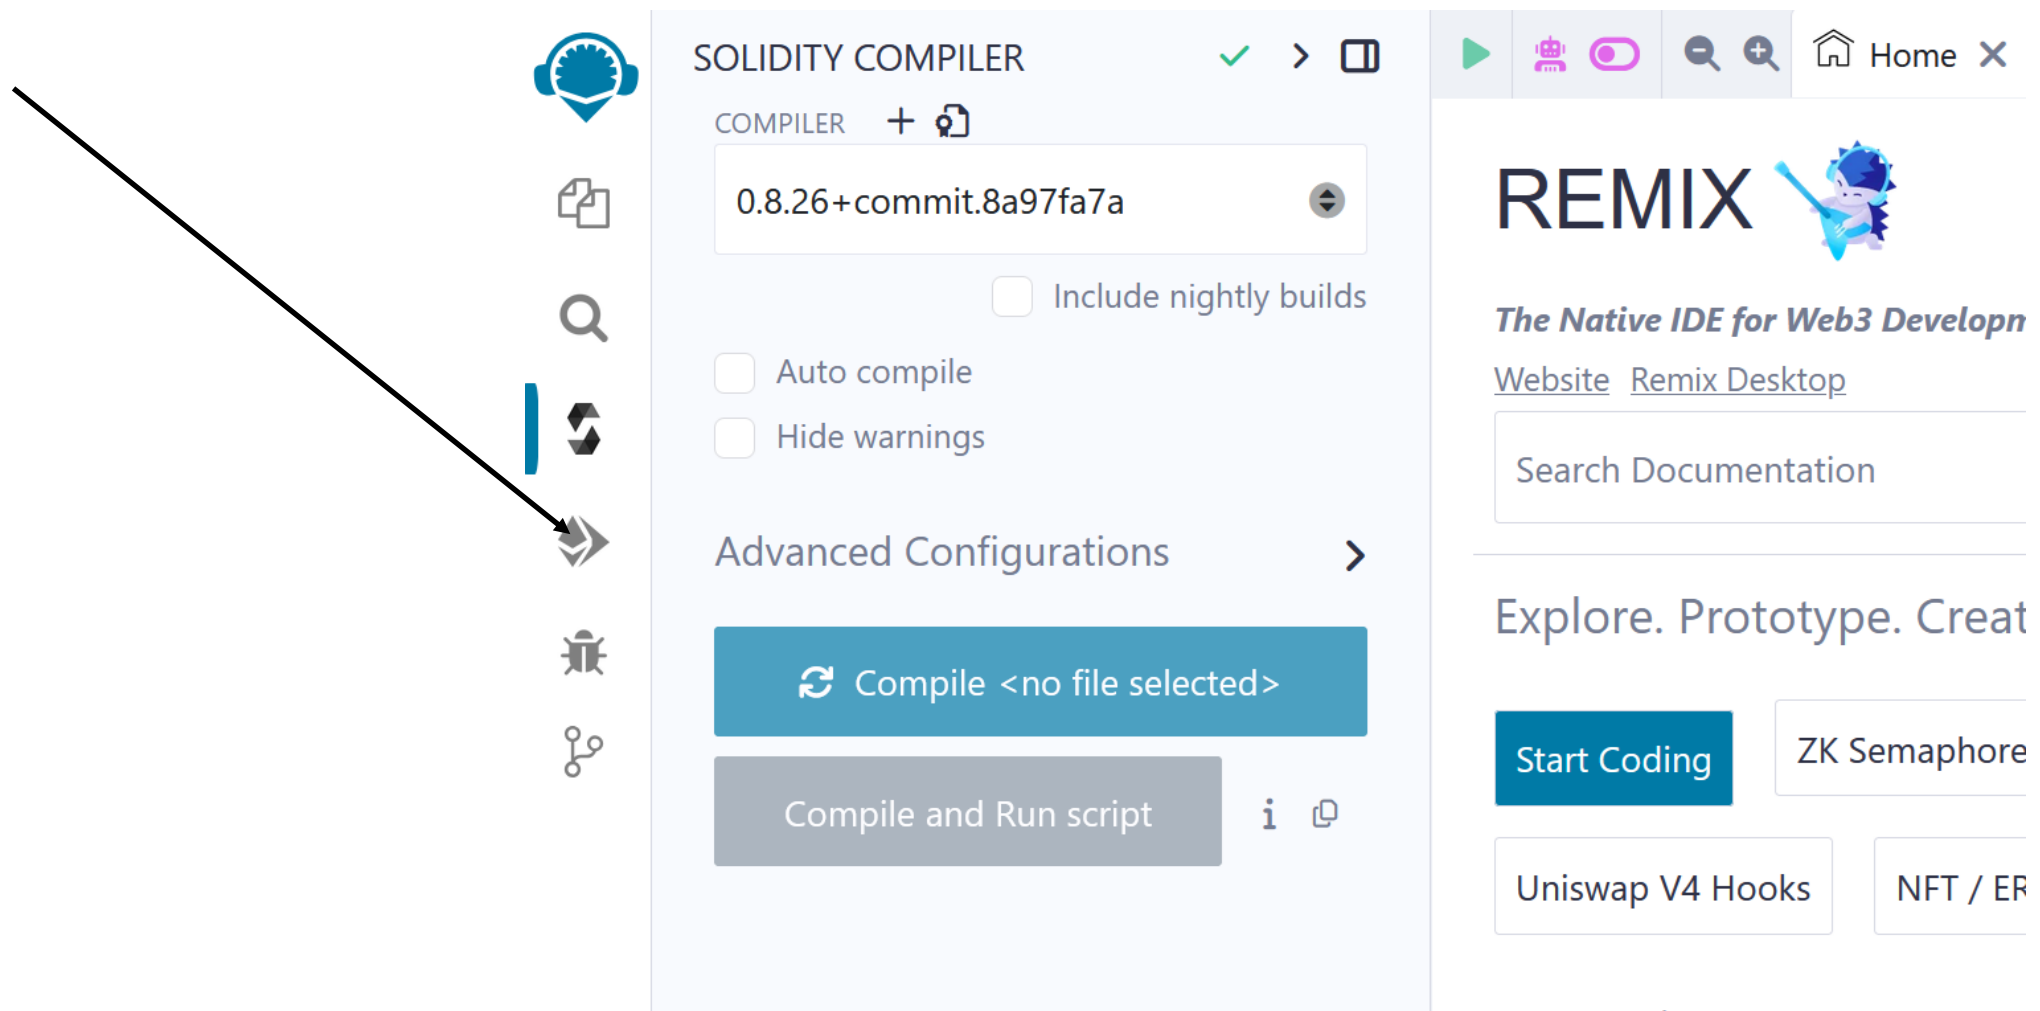 SOLIDITY COMPILER
COMPILER
0.8.26+commit.8a97fa7a
Include nightly builds
Auto compile
Hide warnings
Advanced Configurations
Compile <no file selected>
Compile and Run script
Home
REMIX
The Native IDE for Web3 Developm
Website Remix Desktop
Search Documentation
Explore. Prototype. Creat
Start Coding
ZK Semaphore
Uniswap V4 Hooks
NFT / ER